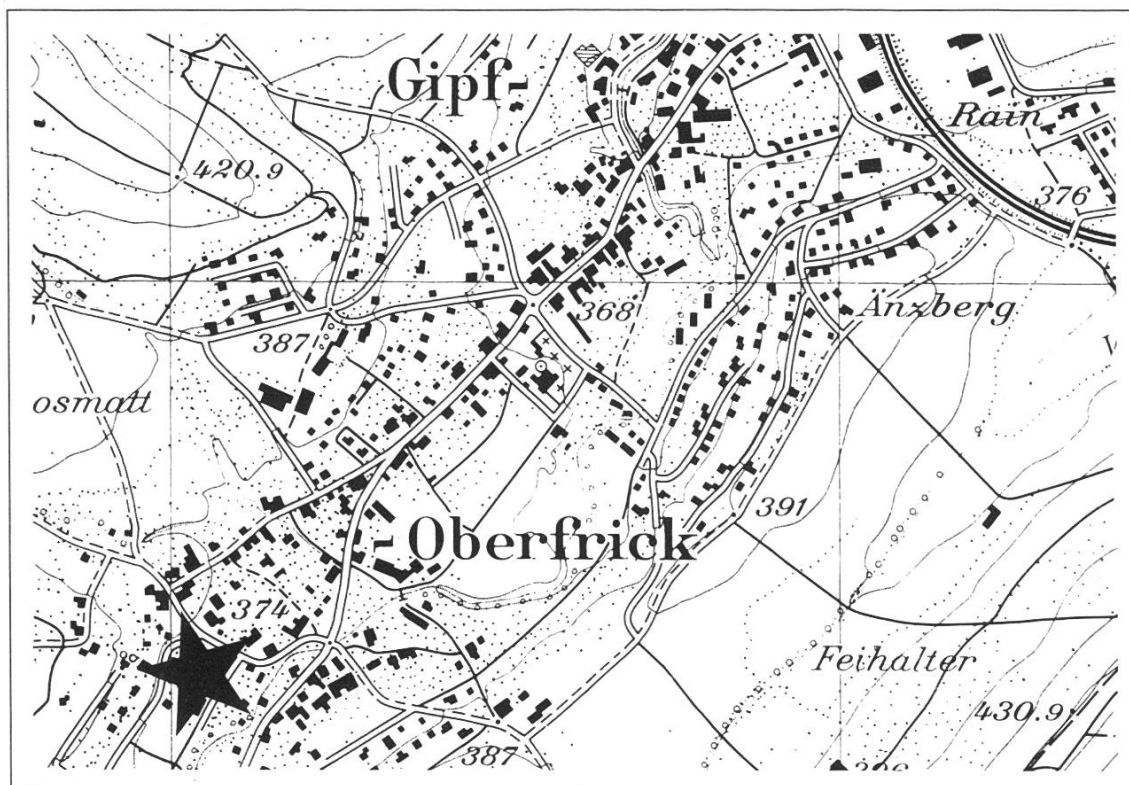 Gipf-
Rain
420.9
376
368
Änzberg
387
osmatt
391
-Oberfrick
374
Feihalter
430.9
387